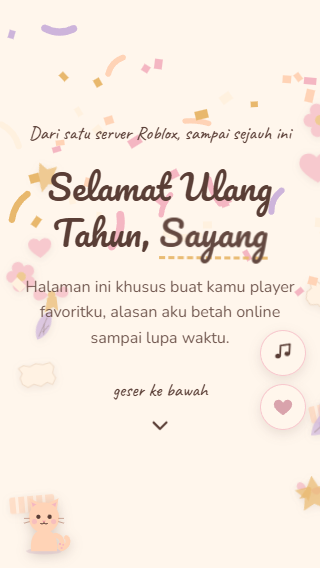 Dari satu server Roblox, sampai sejauh ini
Selamat Ulang
Tahun, Sayang
Halaman ini khusus buat kamu player
favoritku, alasan aku betah online
sampai lupa waktu.
geser ke bawah